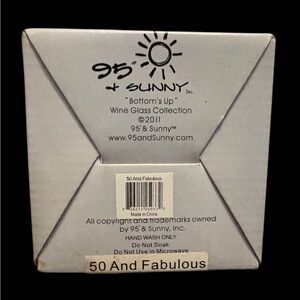 95°
& SUNNY Inc.
"Bottom's Up"
Wine Glass Collection
©2011
95° & Sunny™
www.95andSunny.com
50 And Fabulous
Made in China
All copyright and trademarks owned
by 95° & Sunny, Inc.
HAND WASH ONLY
Do Not Soak
Do Not Use in Microwave
50 And Fabulous